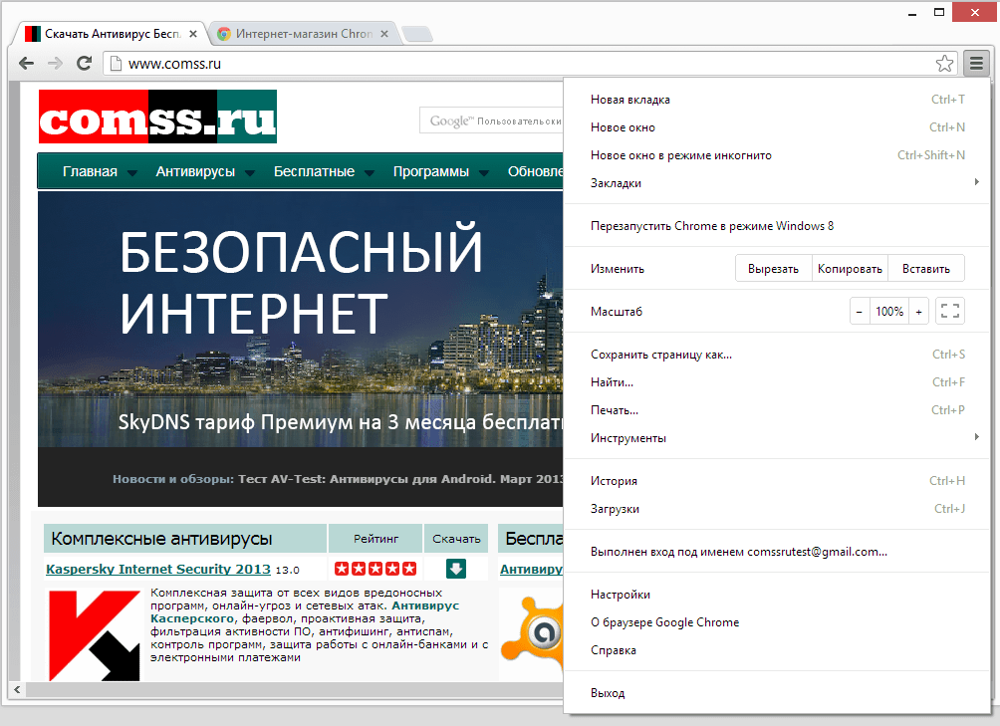 Скачать Антивирус Бесп
Интернет-магазин Chron
www.comss.ru
comss.ru
Google™ Пользовательски
Главная
Антивирусы
Бесплатные
Программы
Обновле
БЕЗОПАСНЫЙ
ИНТЕРНЕТ
SkyDNS тариф Премиум на 3 месяца бесплат
Новости и обзоры: Тест AV-Test: Антивирусы для Android. Март 2013
Комплексные антивирусы
Рейтинг
Скачать
Беспла
Kaspersky Internet Security 2013 13.0
Антивиру
Комплексная защита от всех видов вредоносных
программ, онлайн-угроз и сетевых атак. Антивирус
Касперского, фаервол, проактивная защита,
фильтрация активности ПО, антифишинг, антиспам,
контроль программ, защита работы с онлайн-банками и с
электронными платежами
Новая вкладка Ctrl+T
Новое окно Ctrl+N
Новое окно в режиме инкогнито Ctrl+Shift+N
Закладки
Перезапустить Chrome в режиме Windows 8
Изменить Вырезать Копировать Вставить
Масштаб − 100% +
Сохранить страницу как... Ctrl+S
Найти... Ctrl+F
Печать... Ctrl+P
Инструменты
История Ctrl+H
Загрузки Ctrl+J
Выполнен вход под именем comssrutest@gmail.com...
Настройки
О браузере Google Chrome
Справка
Выход